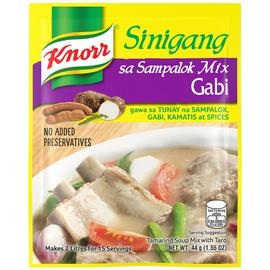 Knorr
Sinigang
sa Sampalok Mix
Gabi
gawa sa TUNAY na SAMPALOK,
GABI, KAMATIS at SPICES
NO ADDED
PRESERVATIVES
Serving Suggestion
Tamarind Soup Mix with Taro
Makes 2 Litres for 15 Servings
NET WT. 44 g (1.55 OZ)